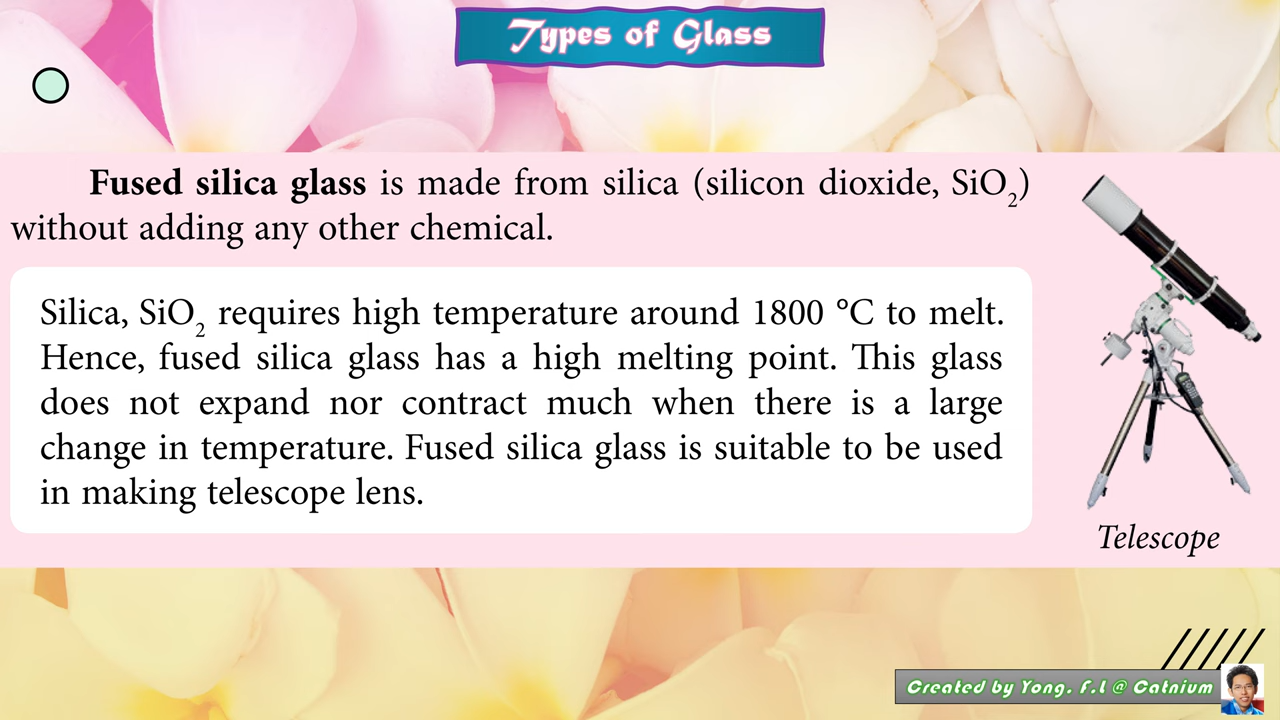 Types of Glass
Fused silica glass is made from silica (silicon dioxide, SiO₂)
without adding any other chemical.
Silica, SiO₂ requires high temperature around 1800 °C to melt.
Hence, fused silica glass has a high melting point. This glass
does not expand nor contract much when there is a large
change in temperature. Fused silica glass is suitable to be used
in making telescope lens.
Telescope
Created by Yong. F.L @ Catnium